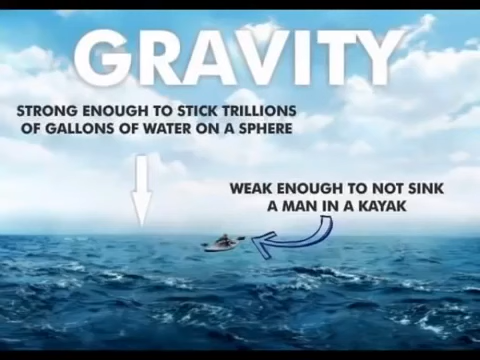 GRAVITY
STRONG ENOUGH TO STICK TRILLIONS
OF GALLONS OF WATER ON A SPHERE
WEAK ENOUGH TO NOT SINK
A MAN IN A KAYAK